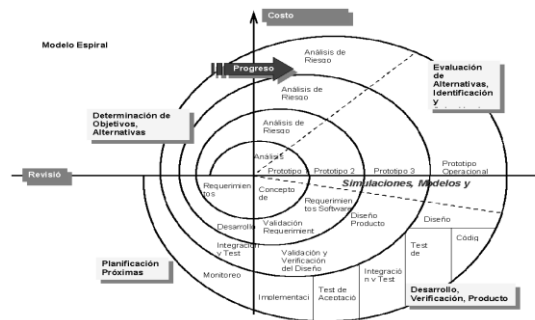 Costo
Modelo Espiral
Análisis de
Riesgo
Progreso
Evaluación
de
Alternativas,
Identificación
y
Análisis de
Riesgo
Determinación de
Objetivos,
Alternativas
Análisis de
Riesgo
Análisis
Prototipo
Prototipo 2
Prototipo 3
Prototipo
Operacional
Revisió
Simulaciones, Modelos y
Requerimien
tos
Concepto
de
Requerimien
tos Software
Diseño
Producto
Diseño
Desarrollo
Validación
Requerimient
Integración
y Test
Validación y
Verificación
del Diseño
Test
de
Códig
Planificación
Próximas
Monitoreo
Integració
n y Test
Implementaci
Test de
Aceptació
Desarrollo,
Verificación, Producto